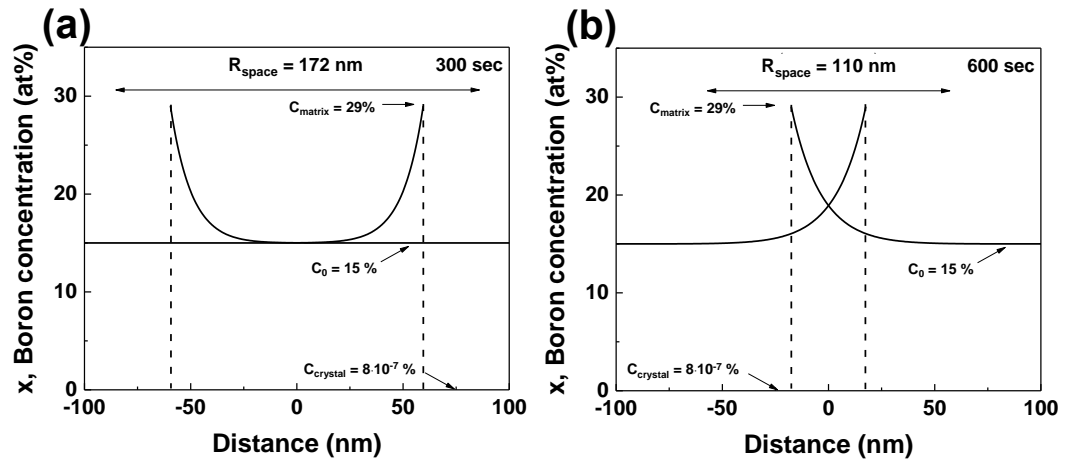 (a)
R_space = 172 nm 300 sec
C_matrix = 29%
C_0 = 15 %
C_crystal = 8·10^-7 %
30
20
10
0
-100 -50 0 50 100
x, Boron concentration (at%)
Distance (nm)
(b)
R_space = 110 nm 600 sec
C_matrix = 29%
C_0 = 15 %
C_crystal = 8·10^-7 %
30
20
10
0
-100 -50 0 50 100
x, Boron concentration (at%)
Distance (nm)